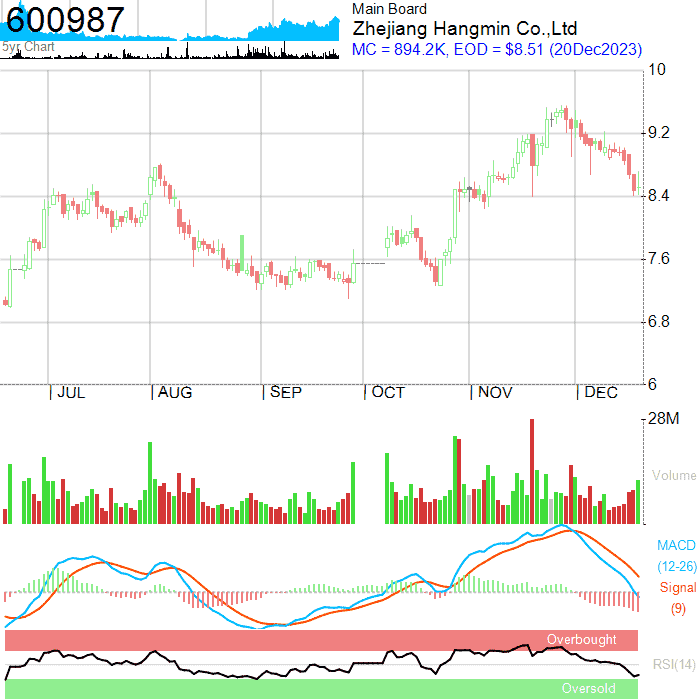 600987
5yr Chart
Main Board
Zhejiang Hangmin Co.,Ltd
MC = 894.2K, EOD = $8.51 (20Dec2023)
10
9.2
8.4
7.6
6.8
6
JUL AUG SEP OCT NOV DEC
28M
Volume
MACD
(12-26)
Signal
(9)
Overbought
RSI(14)
Oversold